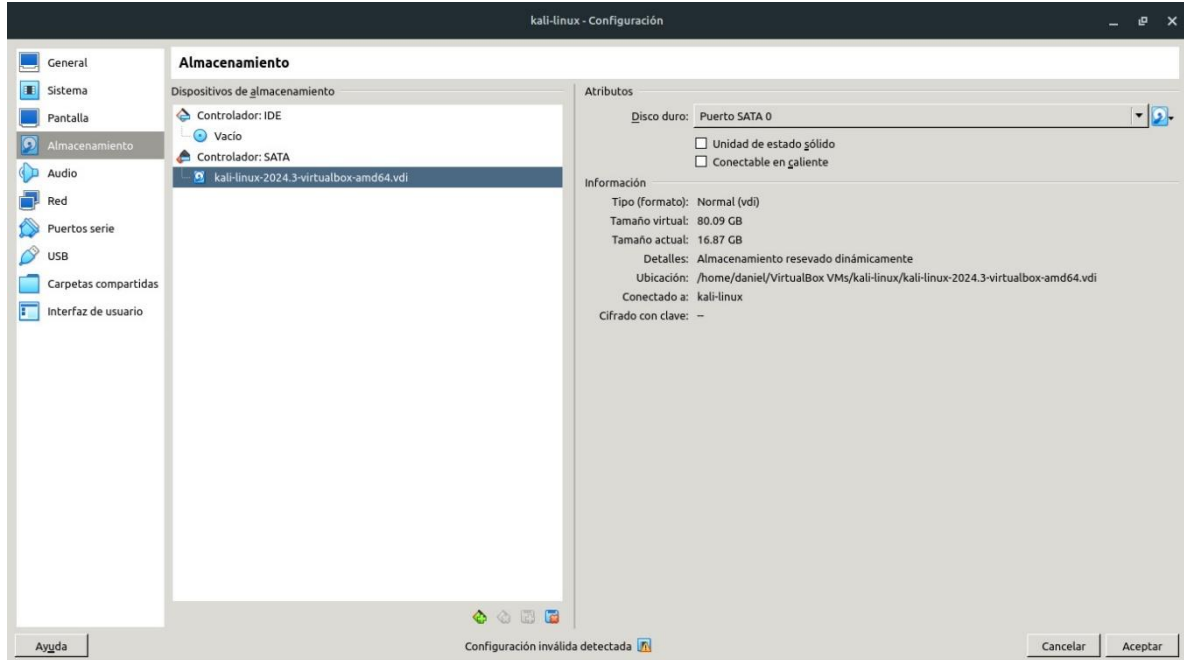 kali-linux - Configuración
General
Sistema
Pantalla
Almacenamiento
Audio
Red
Puertos serie
USB
Carpetas compartidas
Interfaz de usuario
Almacenamiento
Dispositivos de almacenamiento
Controlador: IDE
Vacío
Controlador: SATA
kali-linux-2024.3-virtualbox-amd64.vdi
Atributos
Disco duro: Puerto SATA 0
Unidad de estado sólido
Conectable en caliente
Información
Tipo (formato): Normal (vdi)
Tamaño virtual: 80.09 GB
Tamaño actual: 16.87 GB
Detalles: Almacenamiento resevado dinámicamente
Ubicación: /home/daniel/VirtualBox VMs/kali-linux/kali-linux-2024.3-virtualbox-amd64.vdi
Conectado a: kali-linux
Cifrado con clave: --
Ayuda
Configuración inválida detectada
Cancelar
Aceptar